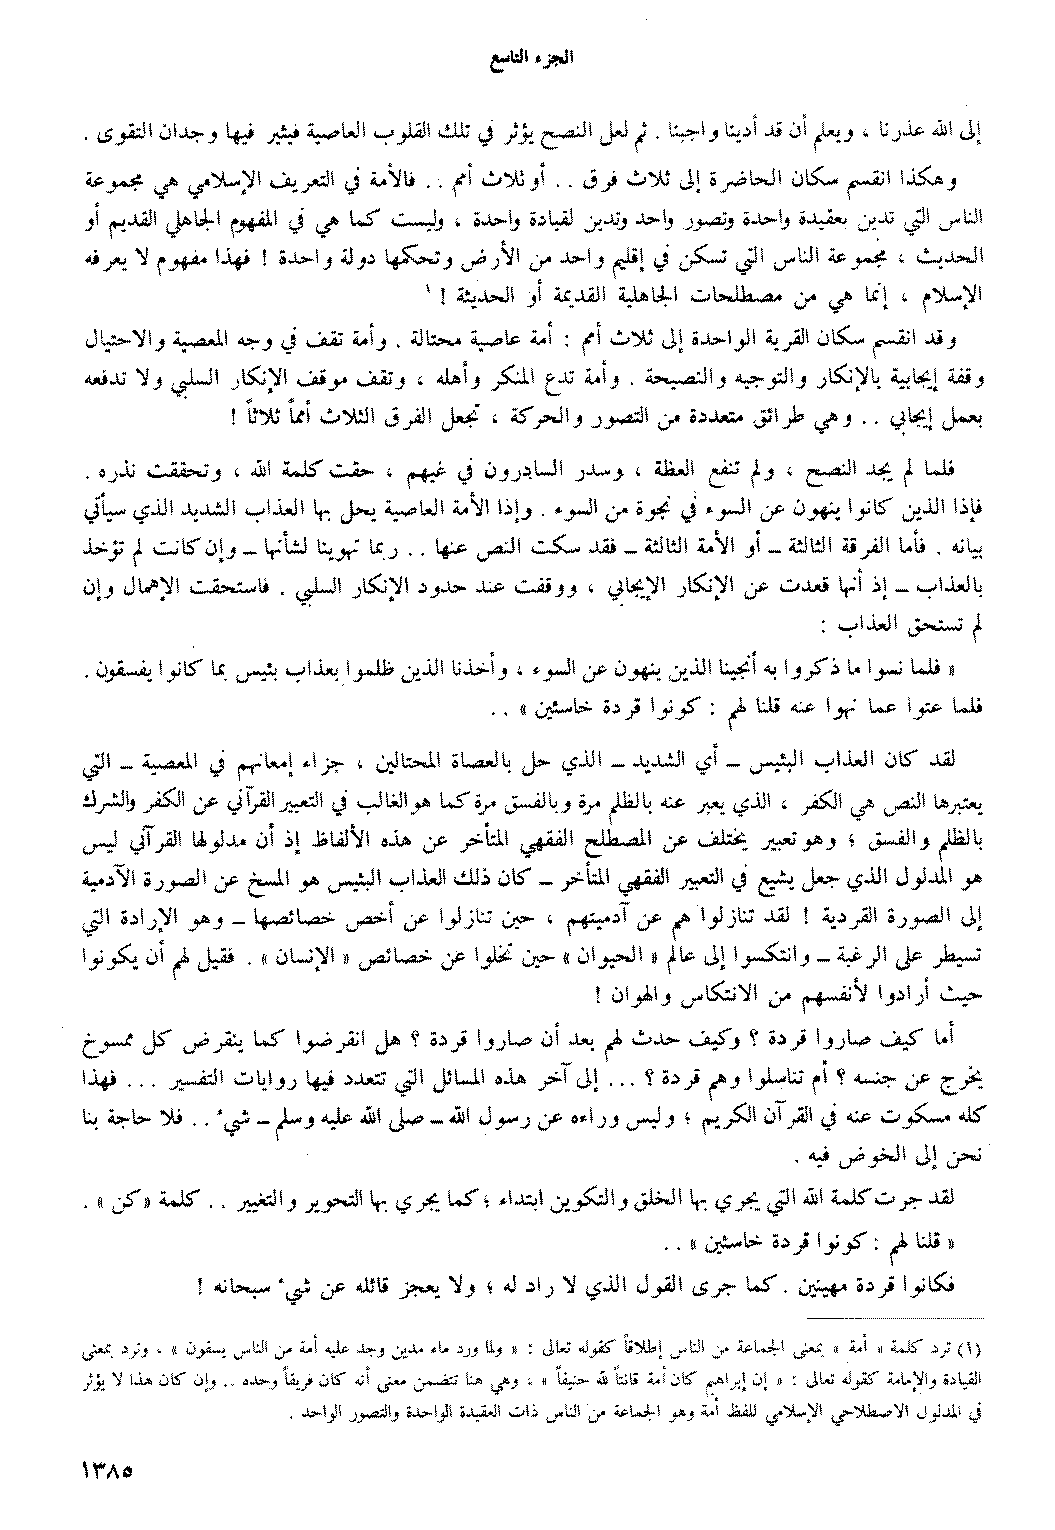 الجزء التاسع
إلى الله عذرنا ، ويعلم أن قد أدينا واجبنا . ثم لعل النصح يؤثر في تلك القلوب العاصية فيثير فيها وجدان التقوى .
وهكذا انقسم سكان الحاضرة إلى ثلاث فرق .. أو ثلاث أمم .. فالأمة في التعريف الإسلامي هي مجموعة
الناس التي تدين بعقيدة واحدة وتصور واحد وتدين لقيادة واحدة ، وليست كما هي في المفهوم الجاهلي القديم أو
الحديث ، مجموعة الناس التي تسكن في إقليم واحد من الأرض وتحكمها دولة واحدة ! فهذا مفهوم لا يعرفه
الإسلام ، إنما هي من مصطلحات الجاهلية القديمة أو الحديثة ! ١
وقد انقسم سكان القرية الواحدة إلى ثلاث أمم : أمة عاصية محتالة . وأمة تقف في وجه المعصية والاحتيال
وقفة إيجابية بالإنكار والتوجيه والنصيحة . وأمة تدع المنكر وأهله ، وتقف موقف الإنكار السلبي ولا تدفعه
بعمل إيجابي .. وهي طرائق متعددة من التصور والحركة ، تجعل الفرق الثلاث أمماً ثلاثاً !
فلما لم يجد النصح ، ولم تنفع العظة ، وسدر السادرون في غيهم ، حقت كلمة الله ، وتحققت نذره .
فإذا الذين كانوا ينهون عن السوء في نجوة من السوء . وإذا الأمة العاصية يحل بها العذاب الشديد الذي سيأتي
بيانه . فأما الفرقة الثالثة – أو الأمة الثالثة – فقد سكت النص عنها .. ربما تهوينا لشأنها – وإن كانت لم تؤخذ
بالعذاب – إذ أنها قعدت عن الإنكار الإيجابي ، ووقفت عند حدود الإنكار السلبي . فاستحقت الإهمال وإن
لم تستحق العذاب :
« فلما نسوا ما ذكروا به أنجينا الذين ينهون عن السوء ، وأخذنا الذين ظلموا بعذاب بئيس بما كانوا يفسقون .
فلما عتوا عما نهوا عنه قلنا لهم : كونوا قردة خاسئين » ..
لقد كان العذاب البئيس – أي الشديد – الذي حل بالعصاة المحتالين ، جزاء إمعانهم في المعصية – التي
يعتبرها النص هي الكفر ، الذي يعبر عنه بالظلم مرة وبالفسق مرة كما هو الغالب في التعبير القرآني عن الكفر والشرك
بالظلم والفسق ؛ وهو تعبير يختلف عن المصطلح الفقهي المتأخر عن هذه الألفاظ إذ أن مدلولها القرآني ليس
هو المدلول الذي جعل يشيع في التعبير الفقهي المتأخر – كان ذلك العذاب البئيس هو المسخ عن الصورة الآدمية
إلى الصورة القردية ! لقد تنازلوا هم عن آدميتهم ، حين تنازلوا عن أخص خصائصها – وهو الإرادة التي
تسيطر على الرغبة – وانتكسوا إلى عالم « الحيوان » حين تخلوا عن خصائص « الإنسان » . فقيل لهم أن يكونوا
حيث أرادوا لأنفسهم من الانتكاس والهوان !
أما كيف صاروا قردة ؟ وكيف حدث لهم بعد أن صاروا قردة ؟ هل انقرضوا كما ينقرض كل ممسوخ
يخرج عن جنسه ؟ أم تناسلوا وهم قردة ؟ ... إلى آخر هذه المسائل التي تتعدد فيها روايات التفسير ... فهذا
كله مسكوت عنه في القرآن الكريم ؛ وليس وراءه عن رسول الله – صلى الله عليه وسلم – شيء .. فلا حاجة بنا
نحن إلى الخوض فيه .
لقد جرت كلمة الله التي يجري بها الخلق والتكوين ابتداء ؛ كما يجري بها التحوير والتغيير .. كلمة « كن » .
« قلنا لهم : كونوا قردة خاسئين » ..
فكانوا قردة مهينين . كما جرى القول الذي لا راد له ؛ ولا يعجز قائله عن شيء سبحانه !
(١) ترد كلمة « أمة » بمعنى الجماعة من الناس إطلاقاً كقوله تعالى : « ولما ورد ماء مدين وجد عليه أمة من الناس يسقون » ، وترد بمعنى
القيادة والإمامة كقوله تعالى : « إن إبراهيم كان أمة قانتاً لله حنيفاً » ، وهي هنا تتضمن معنى أنه كان فريقاً وحده .. وإن كان هذا لا يؤثر
في المدلول الاصطلاحي الإسلامي للفظ أمة وهو الجماعة من الناس ذات العقيدة الواحدة والتصور الواحد .
١٣٨٥